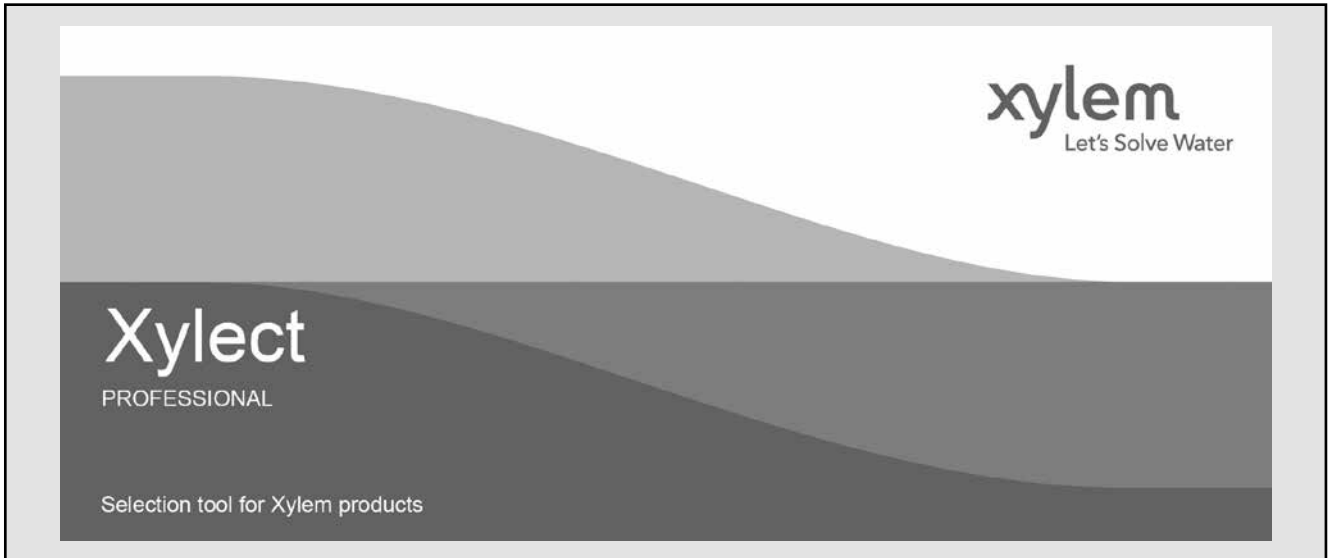 xylem
Let's Solve Water
Xylect
PROFESSIONAL
Selection tool for Xylem products